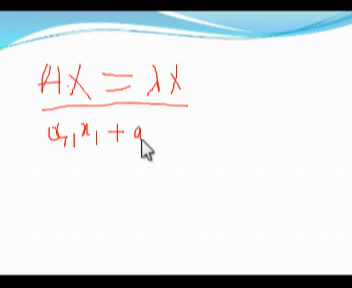 AX = λX
a₁₁x₁ + a